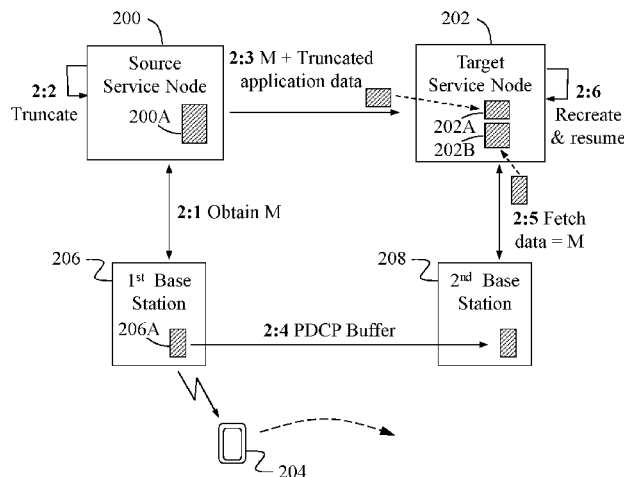 200
202
Source
Service Node
200A
2:2
Truncate
2:3 M + Truncated
application data
Target
Service Node
202A
202B
2:6
Recreate
& resume
2:1 Obtain M
2:5 Fetch
data = M
206
1st Base
Station
206A
2:4 PDCP Buffer
208
2nd Base
Station
204